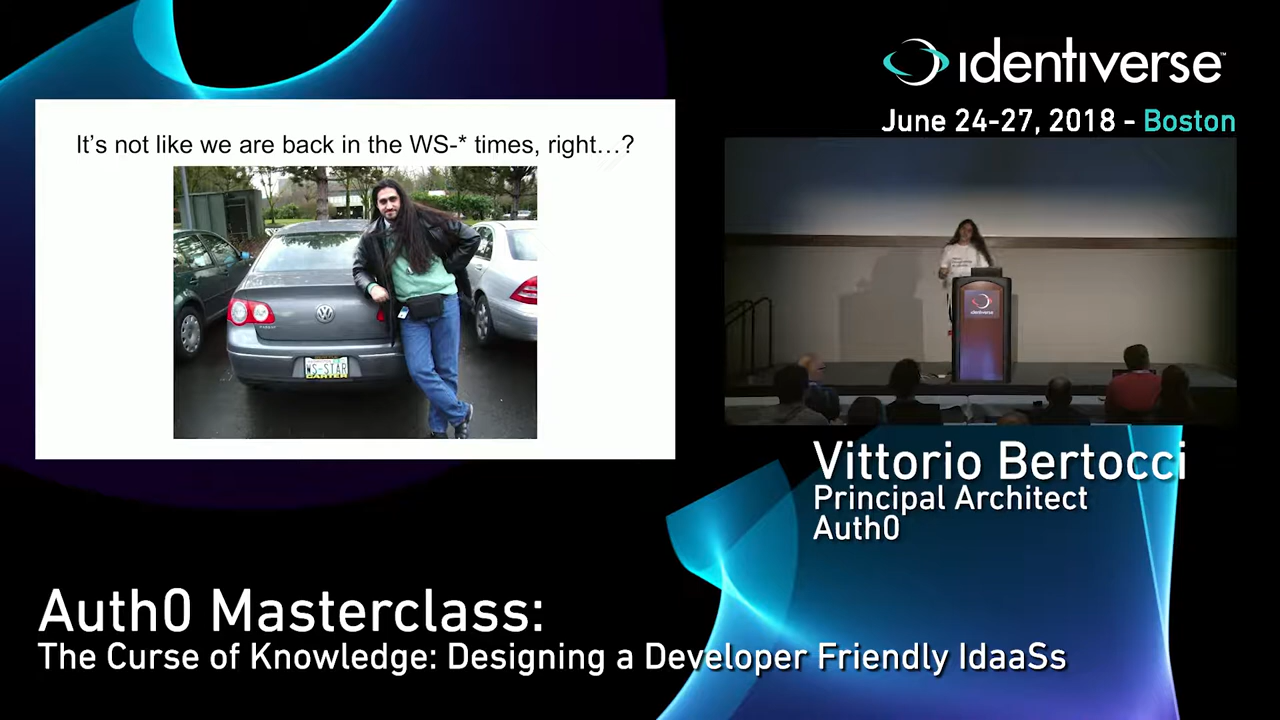 It's not like we are back in the WS-* times, right...?
WS-STAR
identiverse™
June 24-27, 2018 - Boston
identiverse
Vittorio Bertocci
Principal Architect
Auth0
Auth0 Masterclass:
The Curse of Knowledge: Designing a Developer Friendly IdaaSs